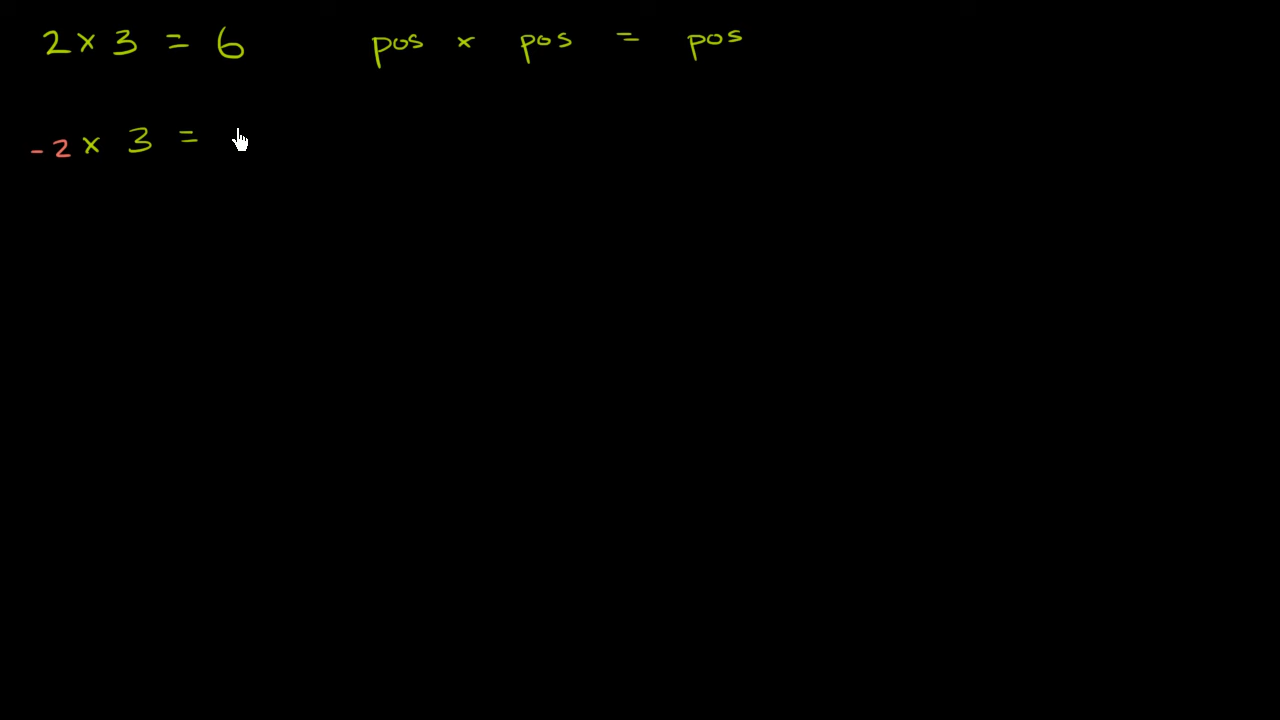 2 × 3 = 6 pos × pos = pos
-2 × 3 =